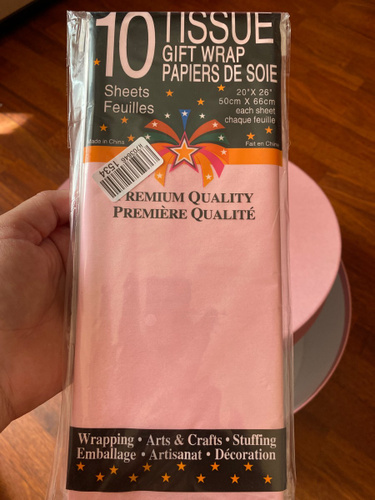 10 TISSUE
GIFT WRAP
PAPIERS DE SOIE
Sheets
Feuilles
20"X 26"
50cm X 66cm
each sheet
chaque feuille
Made in China
Fait en Chine
1534
PREMIUM QUALITY
PREMIÈRE QUALITÉ
Wrapping • Arts & Crafts • Stuffing
Emballage • Artisanat • Décoration